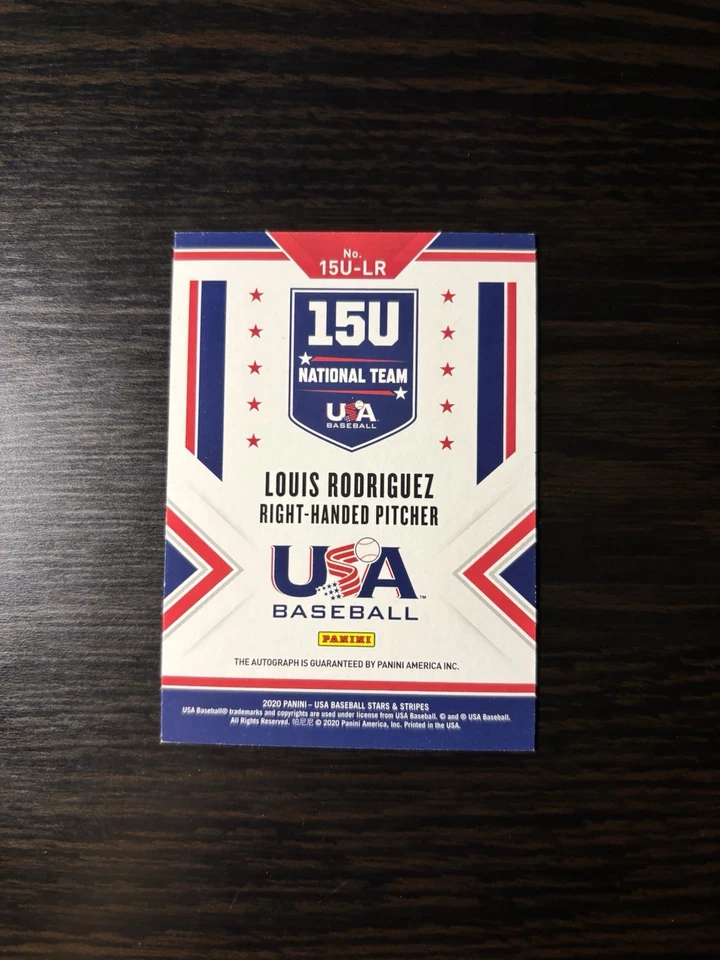 No.
15U-LR
15U
NATIONAL TEAM
USA
BASEBALL
LOUIS RODRIGUEZ
RIGHT-HANDED PITCHER
USA™
BASEBALL
PANINI
THE AUTOGRAPH IS GUARANTEED BY PANINI AMERICA INC.
2020 PANINI – USA BASEBALL STARS & STRIPES
USA Baseball® trademarks and copyrights are used under license from USA Baseball. © and ® USA Baseball.
All Rights Reserved. 帕尼尼 © 2020 Panini America, Inc. Printed in the USA.